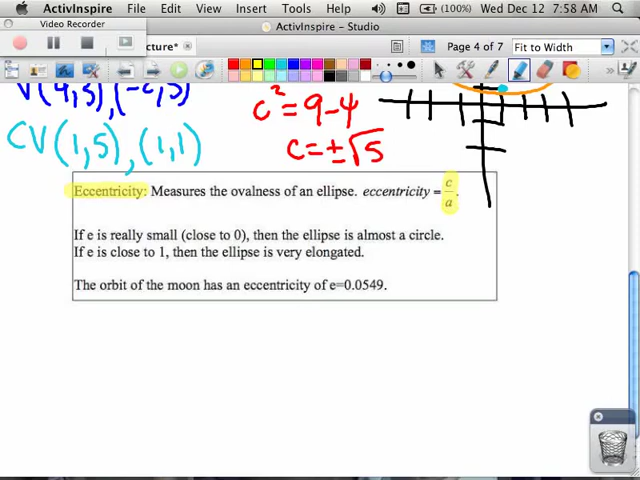 ActivInspire File Edit View Insert Tools Help (100%) Wed Dec 12 7:58 AM
Video Recorder
ActivInspire - Studio
cture*
Page 4 of 7
Fit to Width
c²=9-4
CV(1,5),(1,1)
c=±√5
Eccentricity: Measures the ovalness of an ellipse. eccentricity = c/a.
If e is really small (close to 0), then the ellipse is almost a circle.
If e is close to 1, then the ellipse is very elongated.
The orbit of the moon has an eccentricity of e=0.0549.